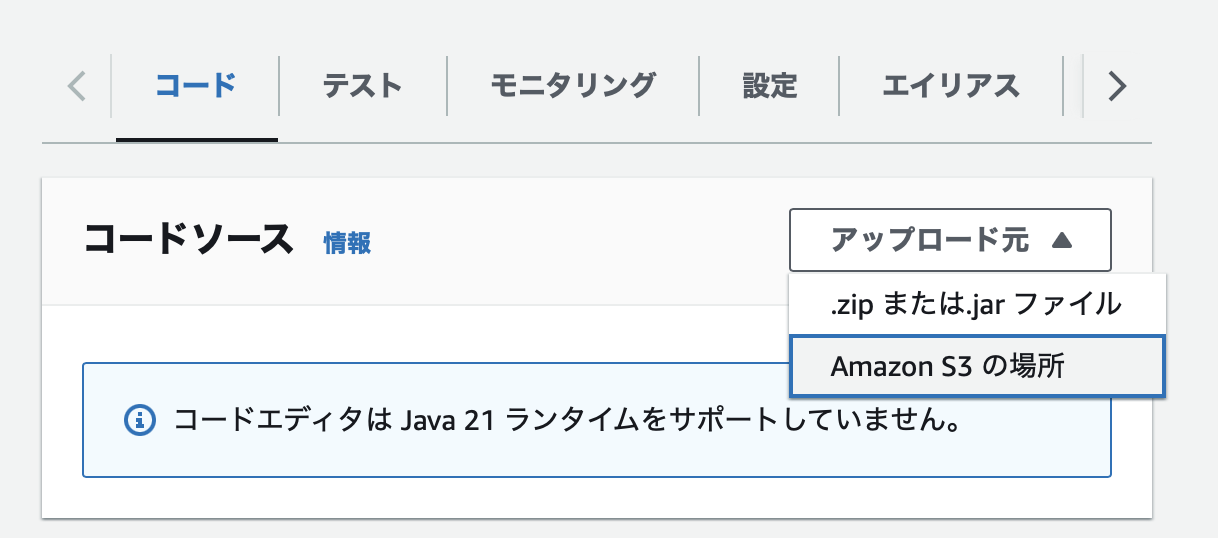 コード
テスト
モニタリング
設定
エイリアス
コードソース 情報
アップロード元
.zip または.jar ファイル
Amazon S3 の場所
コードエディタは Java 21 ランタイムをサポートしていません。